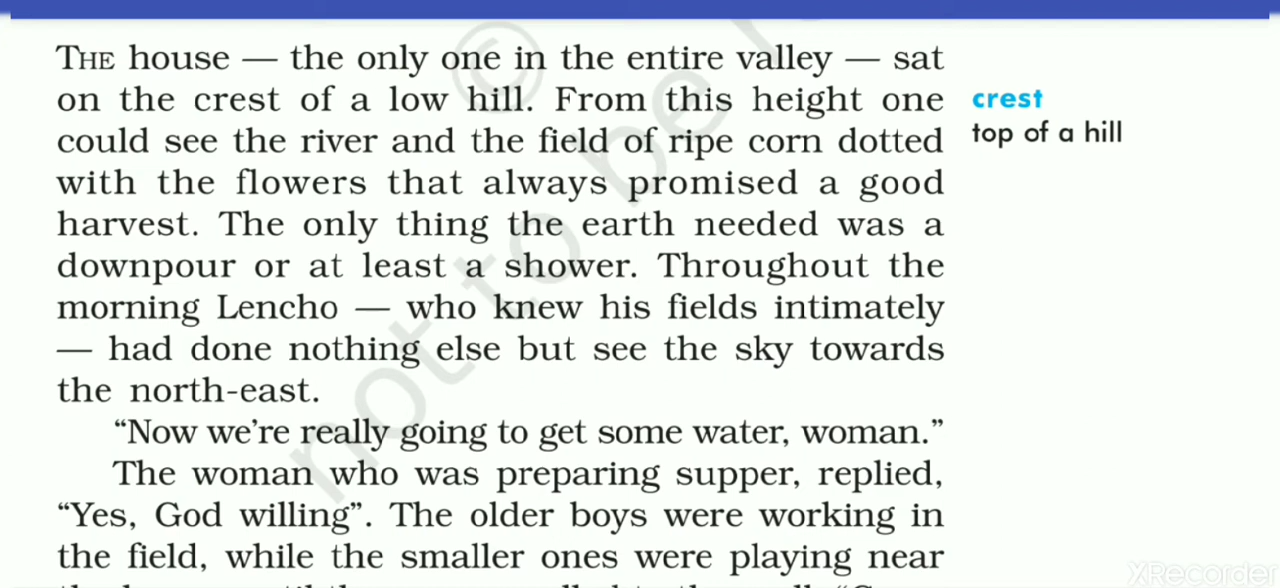 THE house — the only one in the entire valley — sat
on the crest of a low hill. From this height one
could see the river and the field of ripe corn dotted
with the flowers that always promised a good
harvest. The only thing the earth needed was a
downpour or at least a shower. Throughout the
morning Lencho — who knew his fields intimately
— had done nothing else but see the sky towards
the north-east.
“Now we’re really going to get some water, woman.”
The woman who was preparing supper, replied,
“Yes, God willing”. The older boys were working in
the field, while the smaller ones were playing near
crest
top of a hill
©
not to be
XRecorder